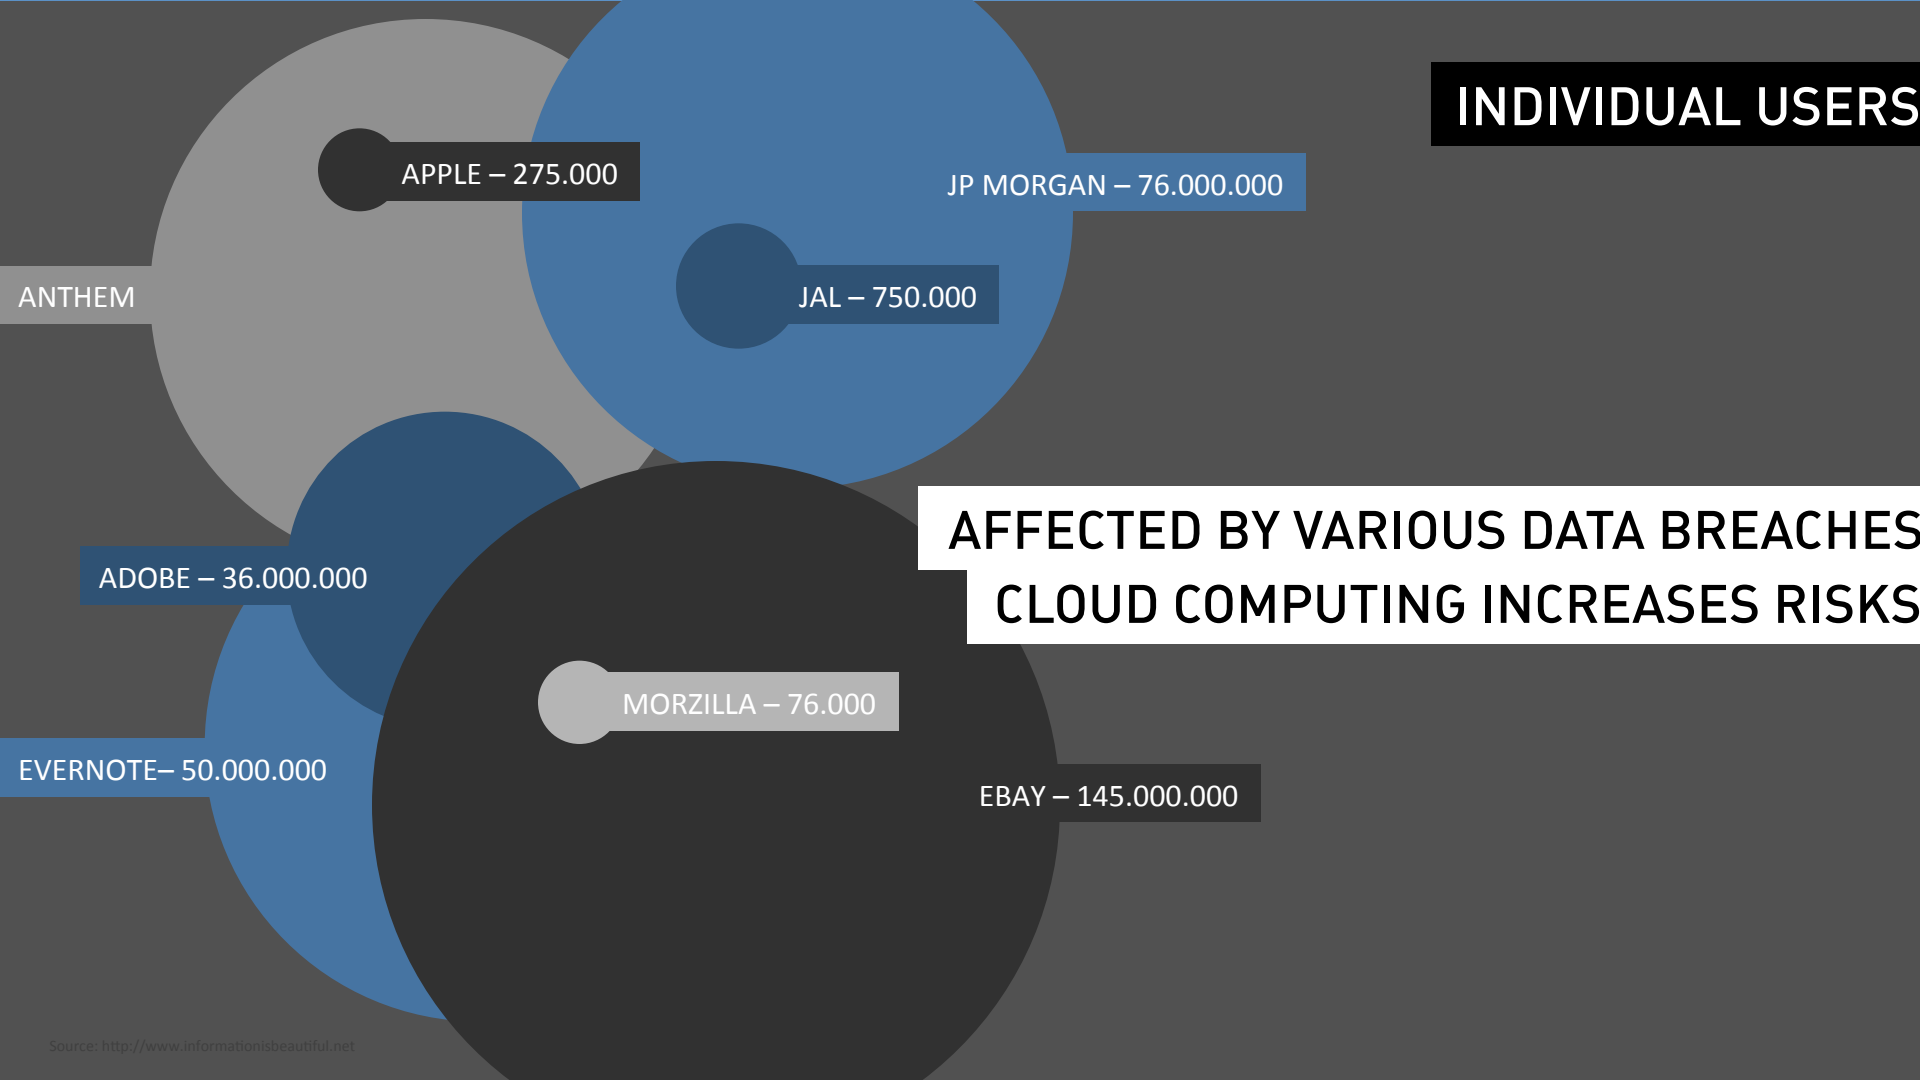 INDIVIDUAL USERS
APPLE – 275.000
JP MORGAN – 76.000.000
ANTHEM
JAL – 750.000
AFFECTED BY VARIOUS DATA BREACHES
CLOUD COMPUTING INCREASES RISKS
ADOBE – 36.000.000
MORZILLA – 76.000
EVERNOTE– 50.000.000
EBAY – 145.000.000
Source: http://www.informationisbeautiful.net